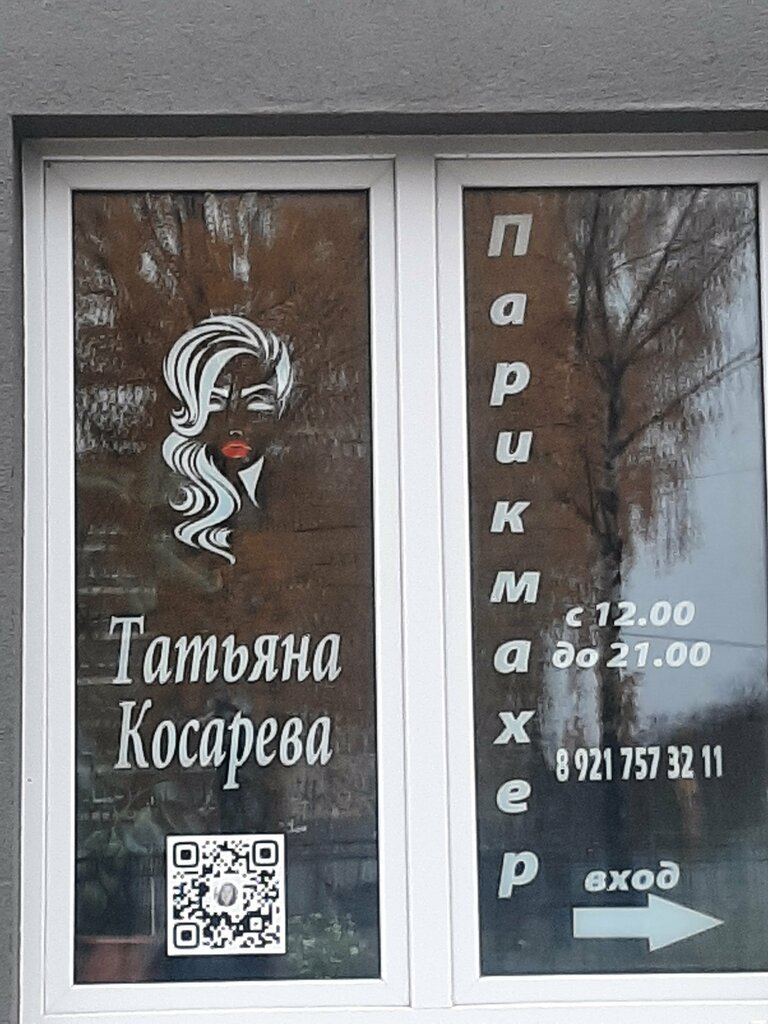 Татьяна
Косарева
Парикмахер
с 12.00
до 21.00
8 921 757 32 11
вход